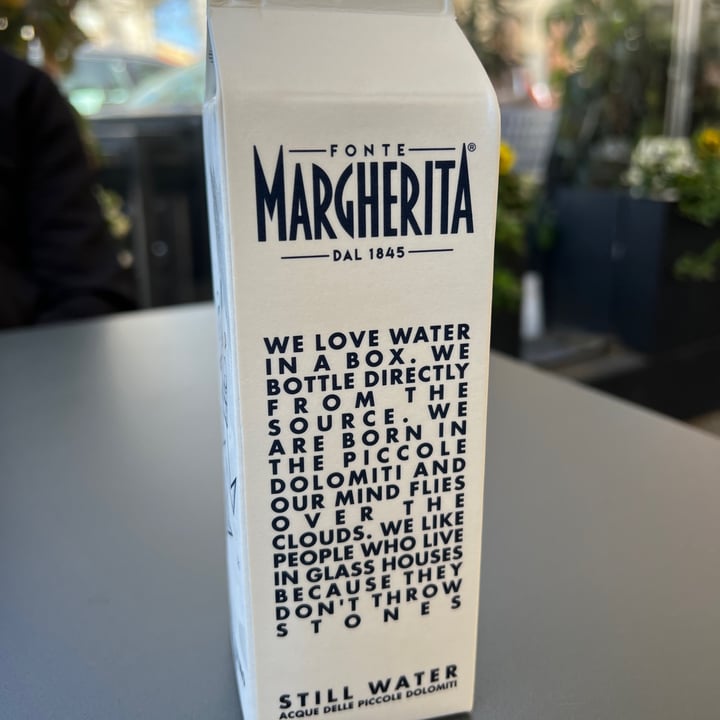 FONTE
MARGHERITA®
DAL 1845
WE LOVE WATER
IN A BOX. WE
BOTTLE DIRECTLY
FROM THE
SOURCE. WE
ARE BORN IN
THE PICCOLE
DOLOMITI AND
OUR MIND FLIES
OVER THE
CLOUDS. WE LIKE
PEOPLE WHO LIVE
IN GLASS HOUSES
BECAUSE THEY
DON'T THROW
STONES
STILL WATER
ACQUE DELLE PICCOLE DOLOMITI